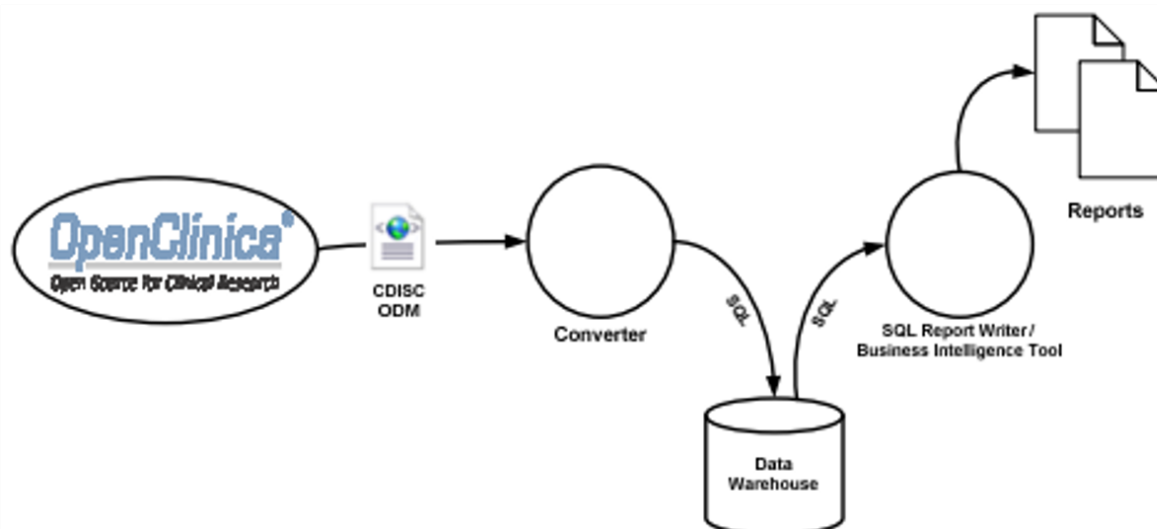 OpenClinica®
Open Source for Clinical Research
CDISC
ODM
Converter
SQL
SQL
Data
Warehouse
SQL Report Writer /
Business Intelligence Tool
Reports